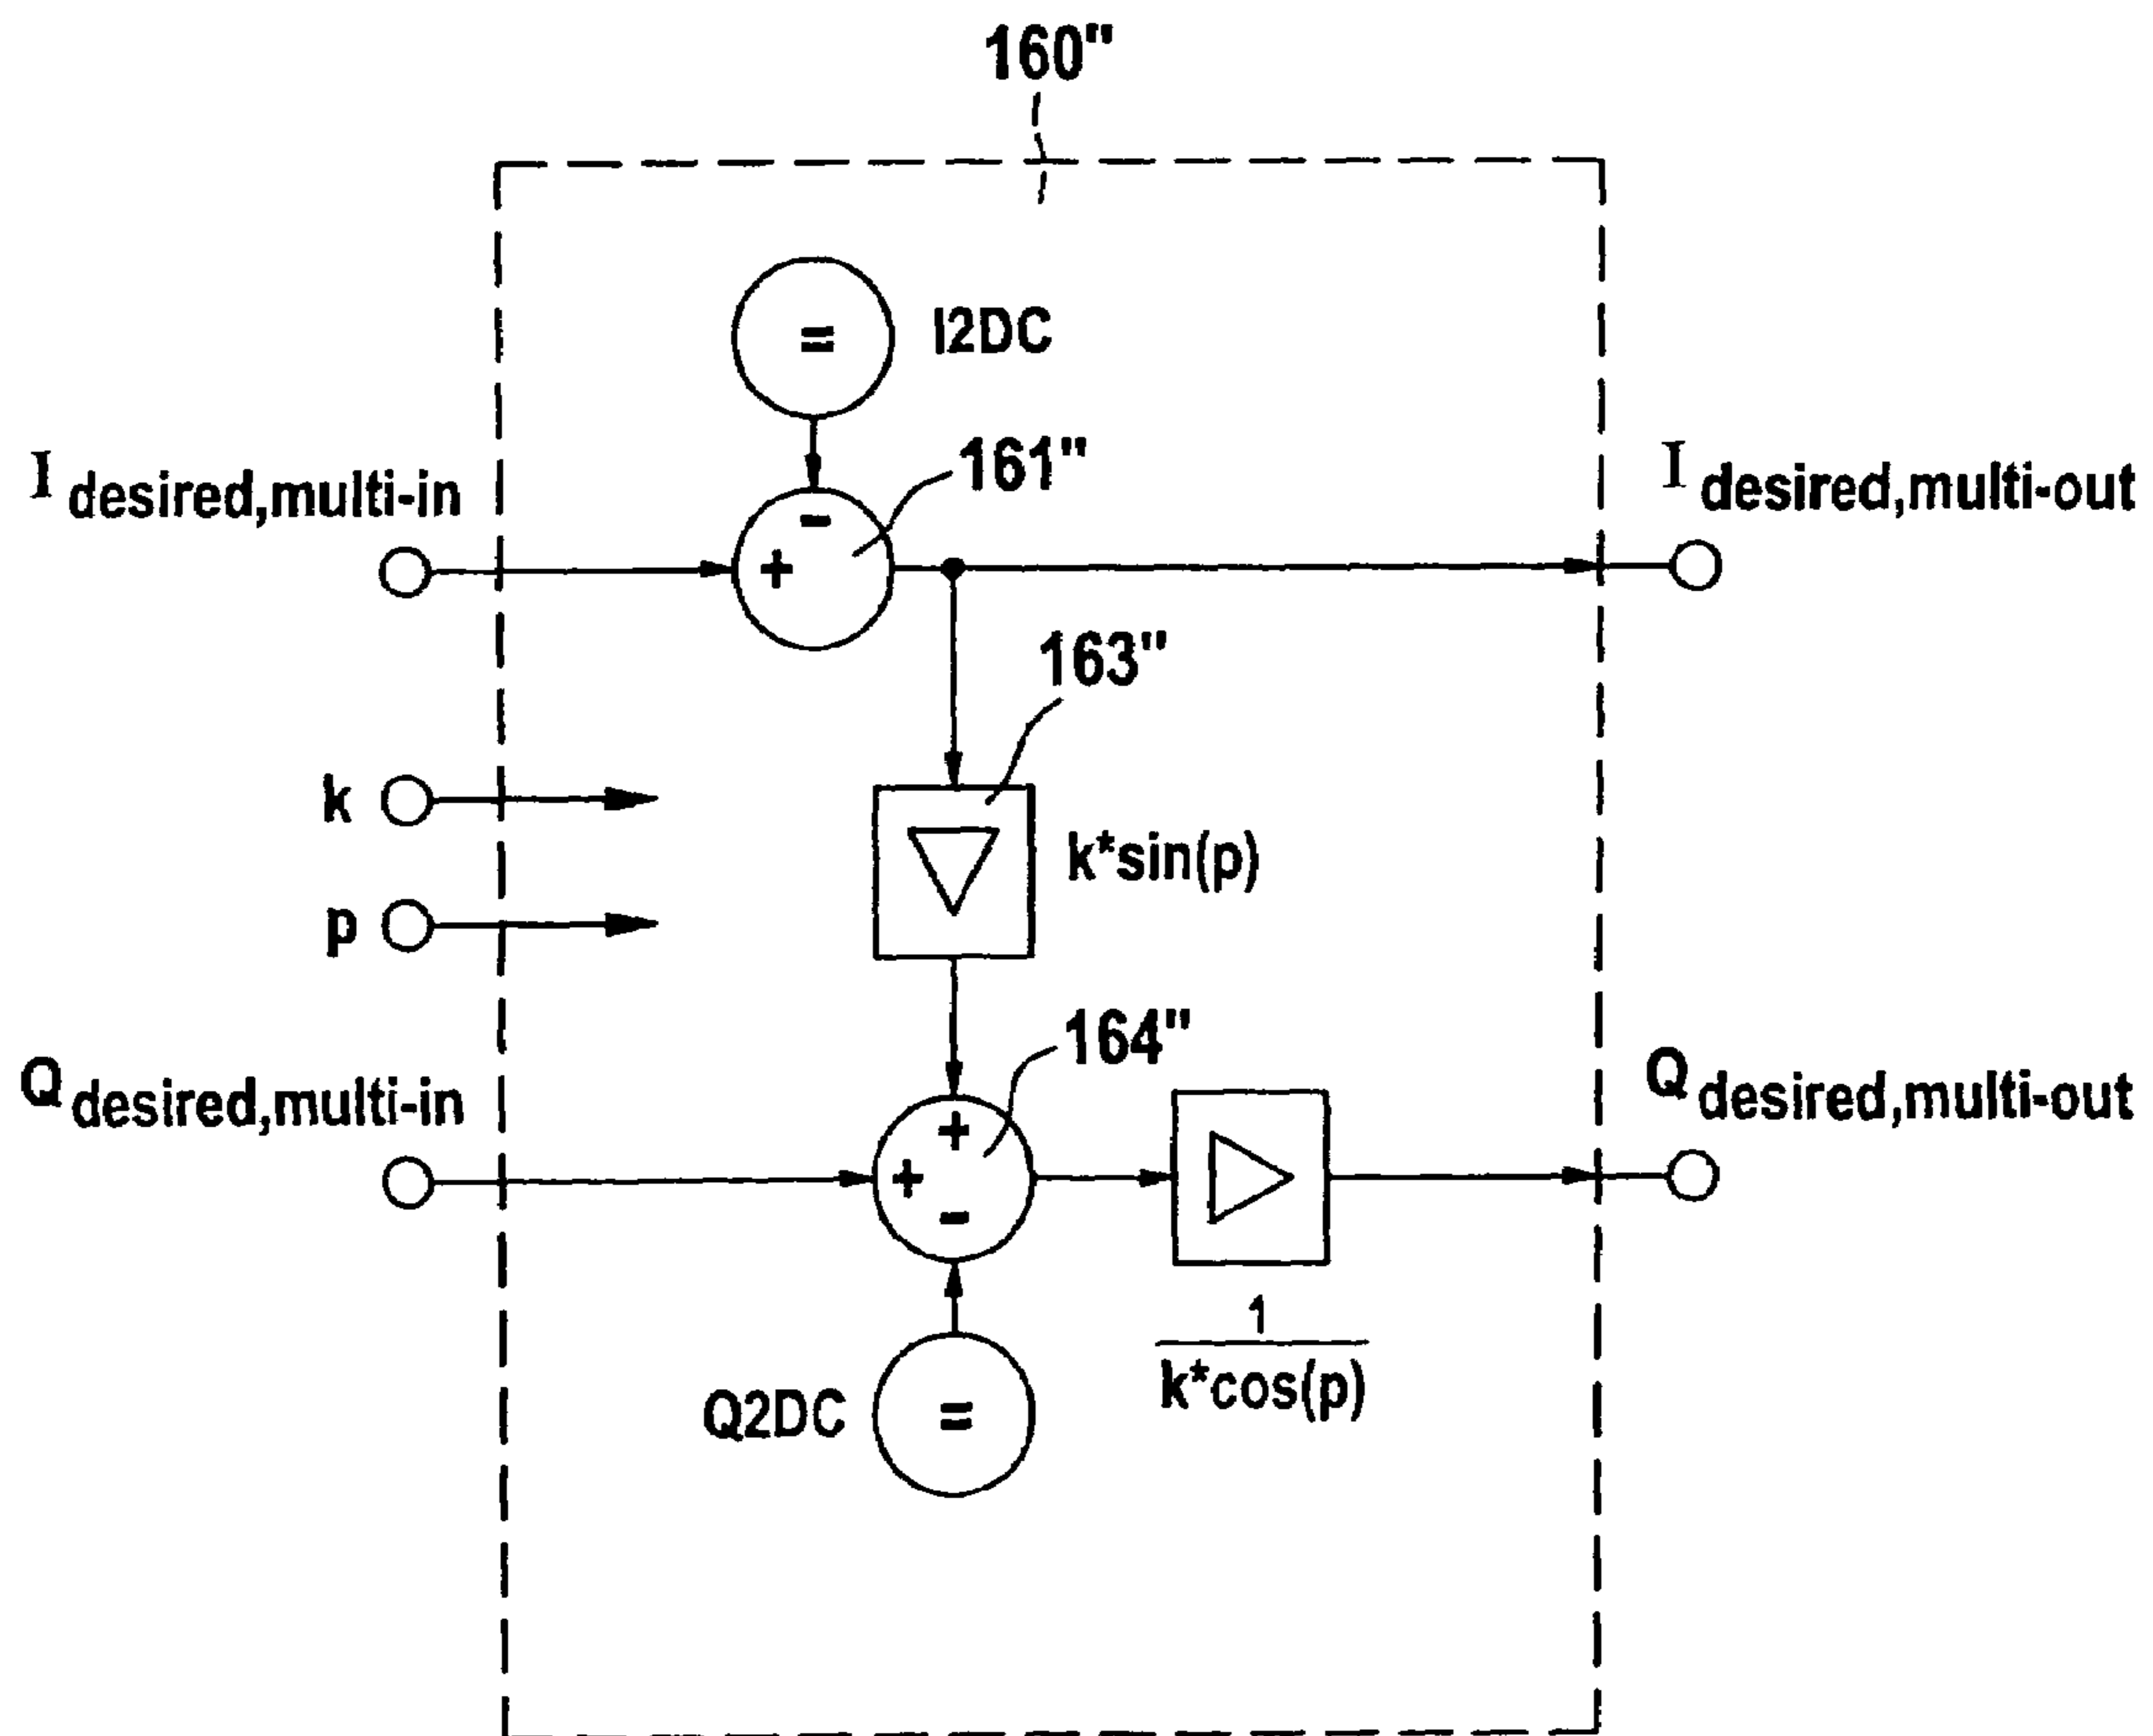 160"
=
I2DC
I desired,multi-in
161"
-
+
I desired,multi-out
163"
k
k*sin(p)
p
164"
Q desired,multi-in
+
+
-
Q desired,multi-out
1
k*cos(p)
Q2DC
=